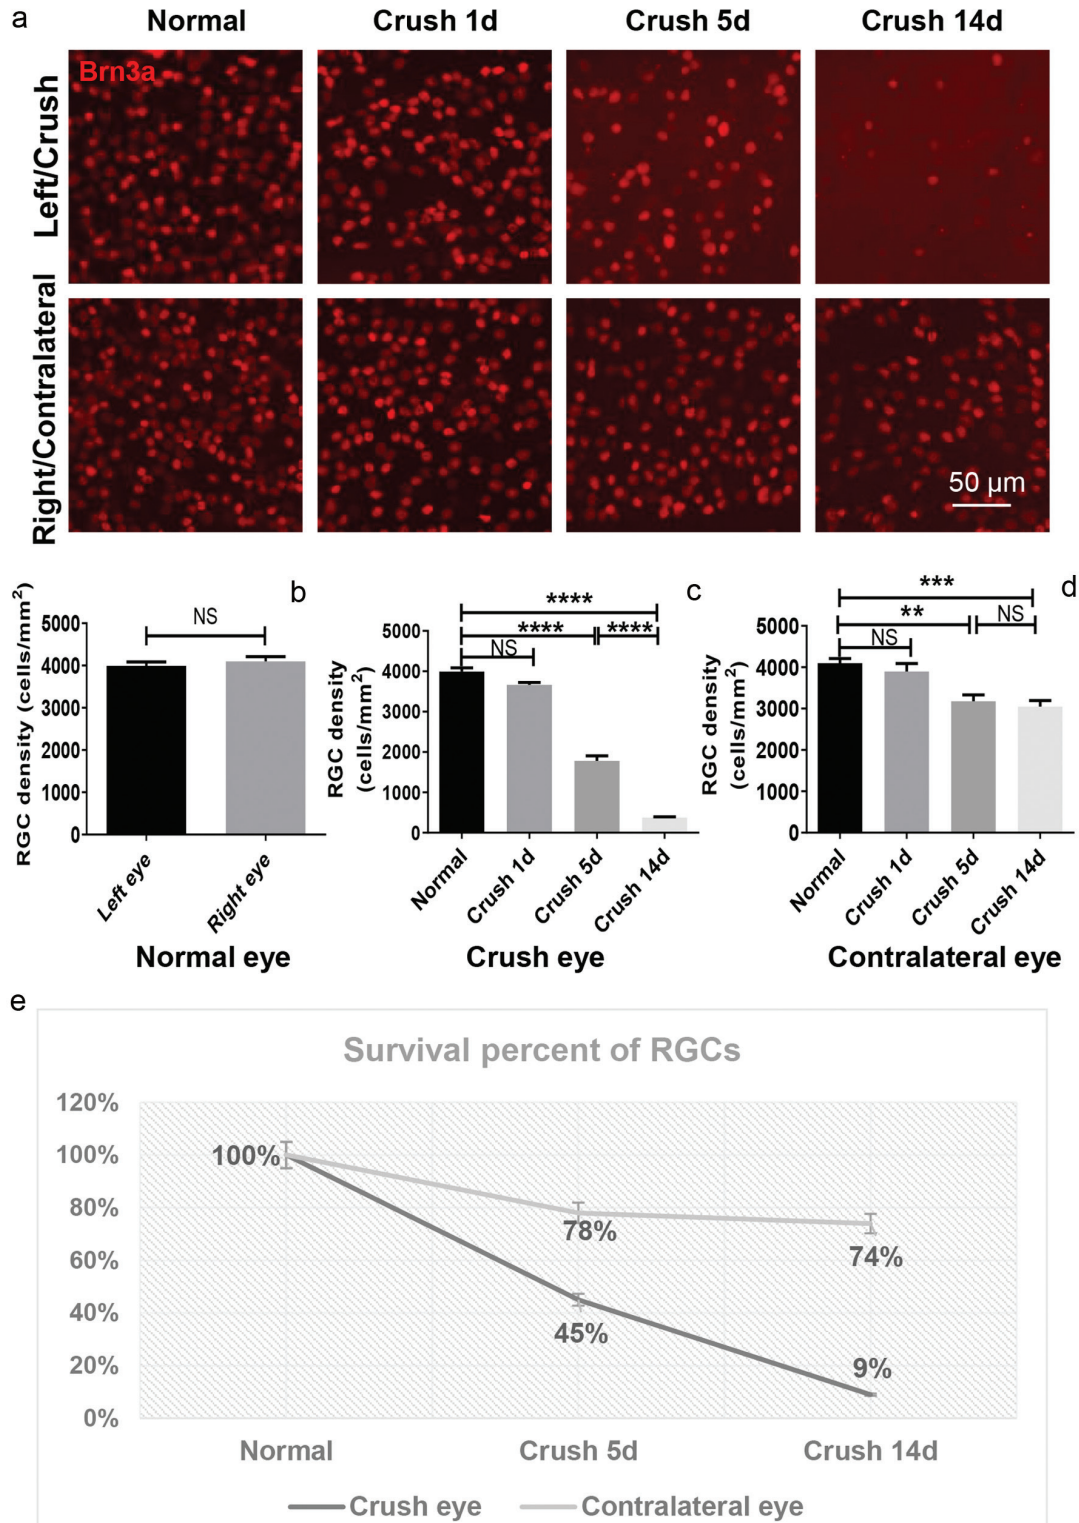 a
Normal
Crush 1d
Crush 5d
Crush 14d
Left/Crush
Brn3a
Right/Contralateral
50 µm
b
RGC density (cells/mm²)
5000
4000
3000
2000
1000
0
NS
Left eye
Right eye
Normal eye
c
RGC density
(cells/mm²)
5000
4000
3000
2000
1000
0
****
**** ****
NS
Normal
Crush 1d
Crush 5d
Crush 14d
Crush eye
d
RGC density
(cells/mm²)
5000
4000
3000
2000
1000
0
***
** NS
NS
Normal
Crush 1d
Crush 5d
Crush 14d
Contralateral eye
e
Survival percent of RGCs
120%
100%
80%
60%
40%
20%
0%
100%
78%
74%
45%
9%
Normal
Crush 5d
Crush 14d
Crush eye
Contralateral eye